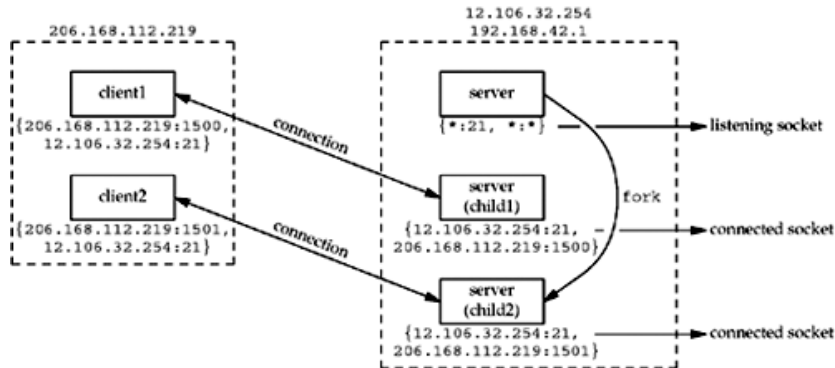 206.168.112.219
client1
{206.168.112.219:1500,
12.106.32.254:21}
client2
{206.168.112.219:1501,
12.106.32.254:21}
connection
connection
12.106.32.254
192.168.42.1
server
{*:21, *:*}
listening socket
fork
server
(child1)
{12.106.32.254:21,
206.168.112.219:1500}
connected socket
server
(child2)
{12.106.32.254:21,
206.168.112.219:1501}
connected socket